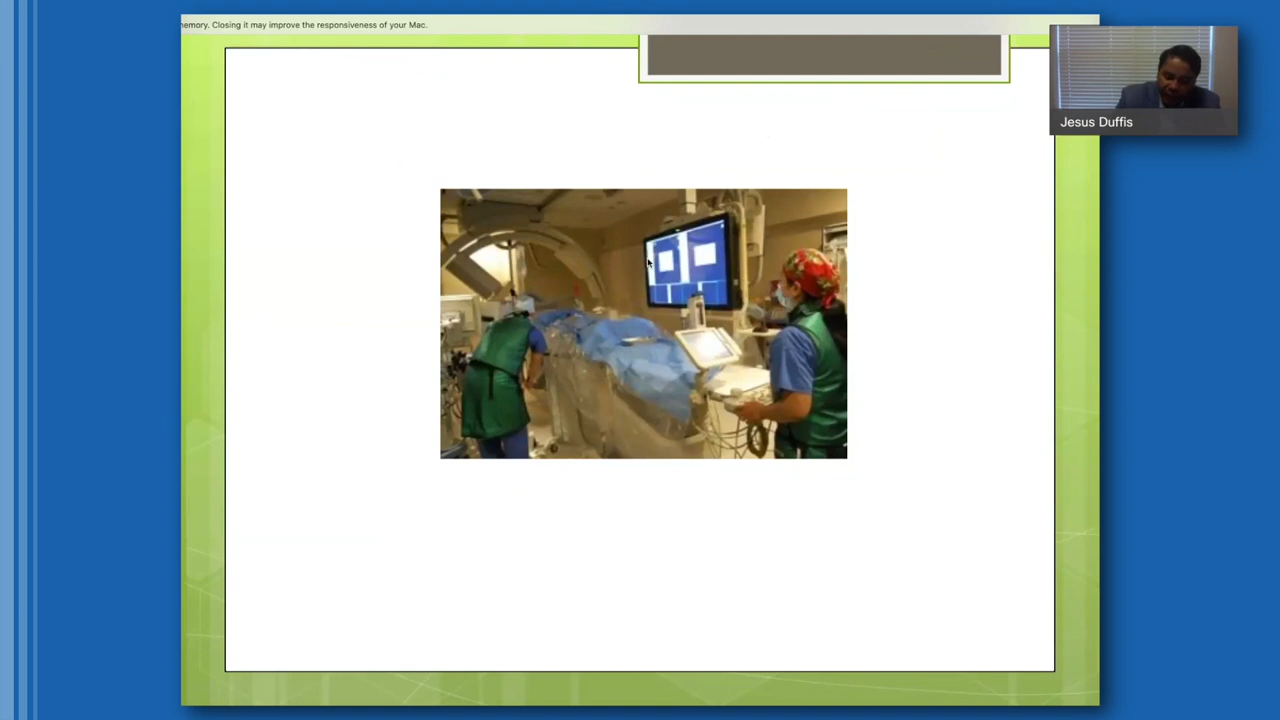 emory. Closing it may improve the responsiveness of your Mac.
Jesus Duffis